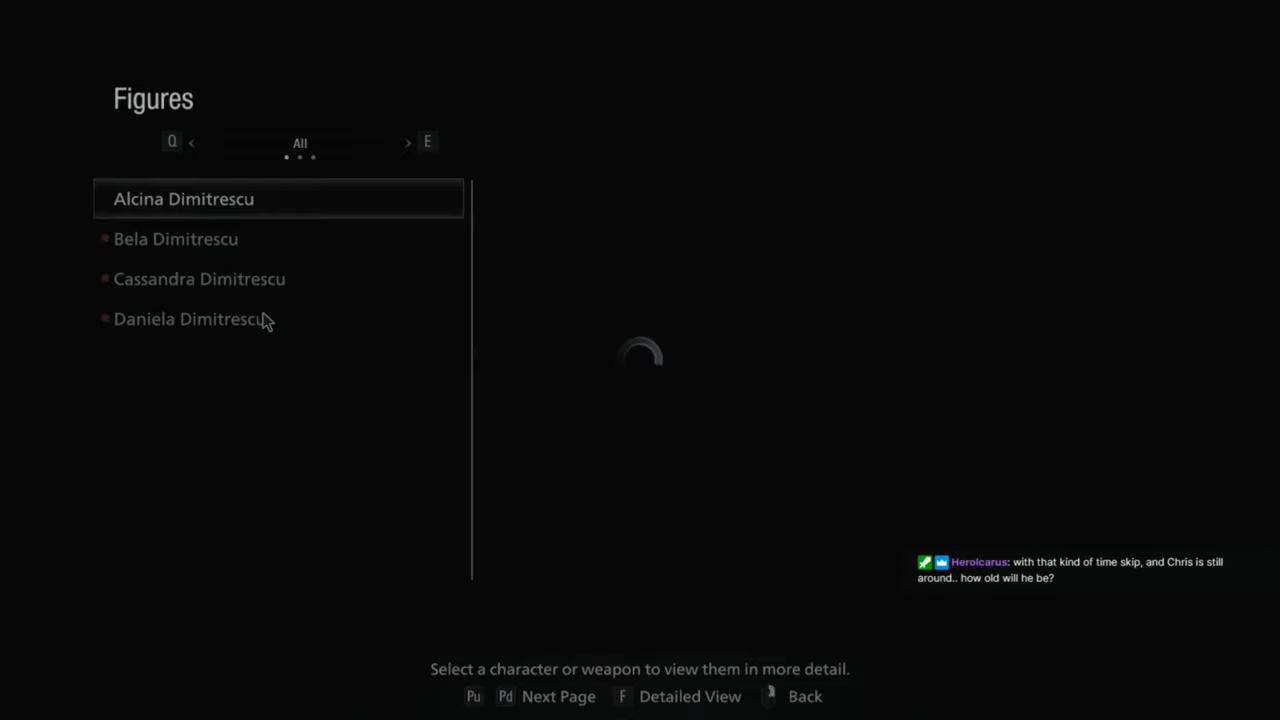 Figures
Q < All > E
Alcina Dimitrescu
Bela Dimitrescu
Cassandra Dimitrescu
Daniela Dimitrescu
HeroIcarus: with that kind of time skip, and Chris is still
around.. how old will he be?
Select a character or weapon to view them in more detail.
Pu Pd Next Page F Detailed View Back